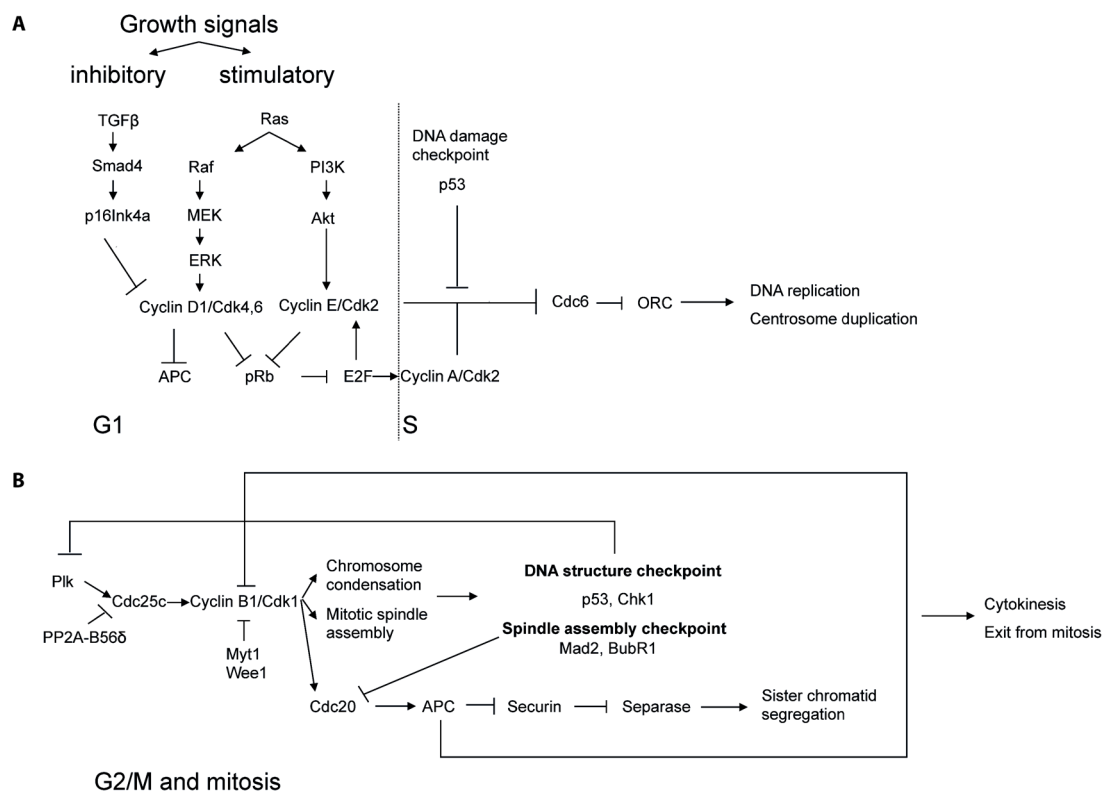 A
Growth signals
inhibitory
stimulatory
TGFβ
Ras
DNA damage
checkpoint
Smad4
Raf
PI3K
p53
p16Ink4a
MEK
Akt
ERK
Cyclin D1/Cdk4,6
Cyclin E/Cdk2
Cdc6
ORC
DNA replication
Centrosome duplication
APC
pRb
E2F
Cyclin A/Cdk2
G1
S
B
Plk
Cdc25c
Cyclin B1/Cdk1
PP2A-B56δ
Myt1
Wee1
Chromosome
condensation
Mitotic spindle
assembly
DNA structure checkpoint
p53, Chk1
Spindle assembly checkpoint
Mad2, BubR1
Cytokinesis
Exit from mitosis
Cdc20
APC
Securin
Separase
Sister chromatid
segregation
G2/M and mitosis